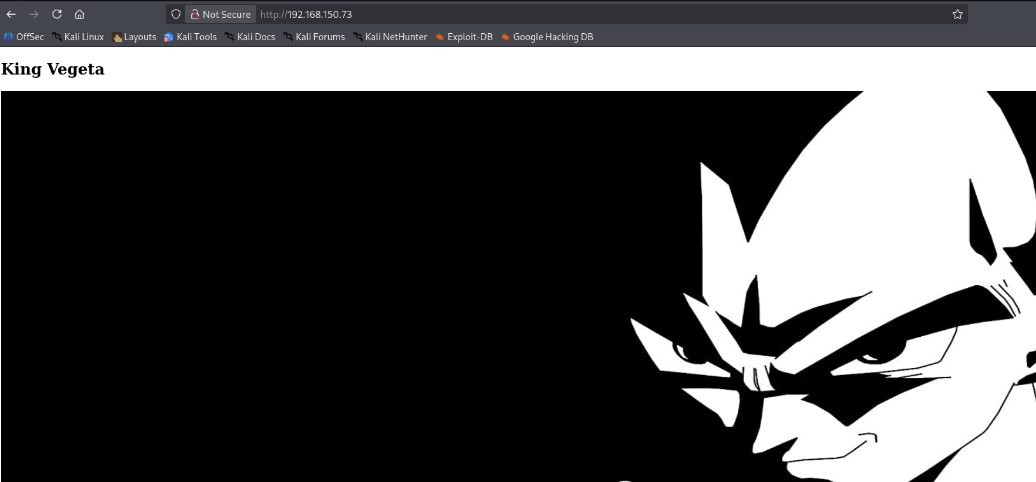 Not Secure http://192.168.150.73
OffSec Kali Linux Layouts Kali Tools Kali Docs Kali Forums Kali NetHunter Exploit-DB Google Hacking DB
King Vegeta